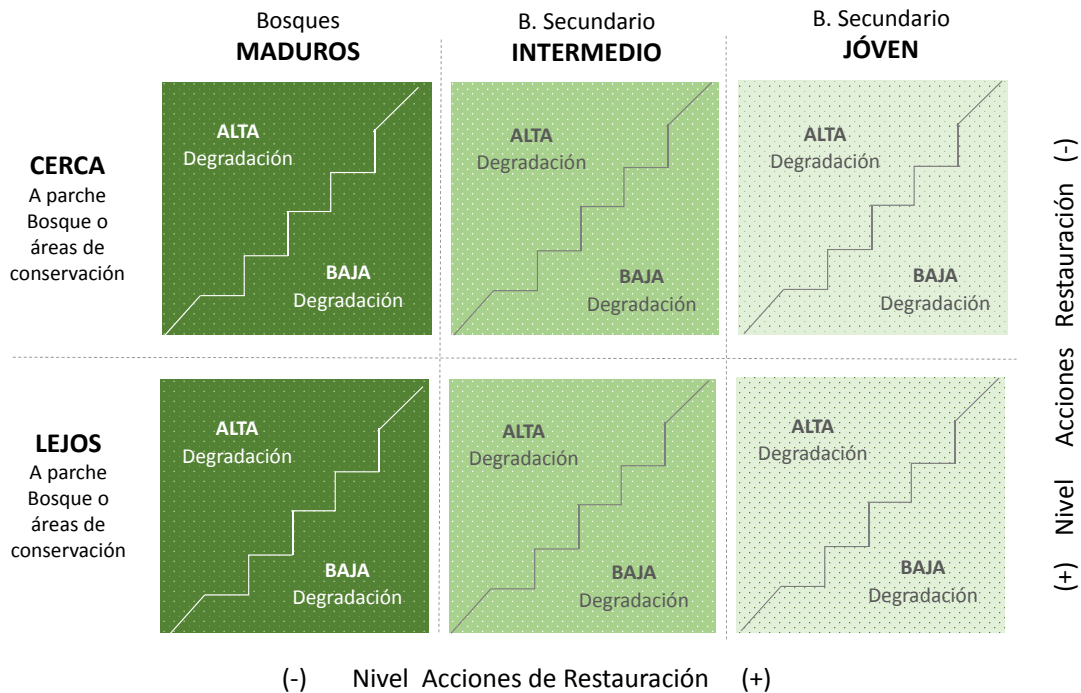 Bosques
MADUROS
B. Secundario
INTERMEDIO
B. Secundario
JÓVEN
CERCA
A parche
Bosque o
áreas de
conservación
ALTA
Degradación
BAJA
Degradación
ALTA
Degradación
BAJA
Degradación
ALTA
Degradación
BAJA
Degradación
LEJOS
A parche
Bosque o
áreas de
conservación
ALTA
Degradación
BAJA
Degradación
ALTA
Degradación
BAJA
Degradación
ALTA
Degradación
BAJA
Degradación
(+) Nivel Acciones Restauración (-)
(-) Nivel Acciones de Restauración (+)